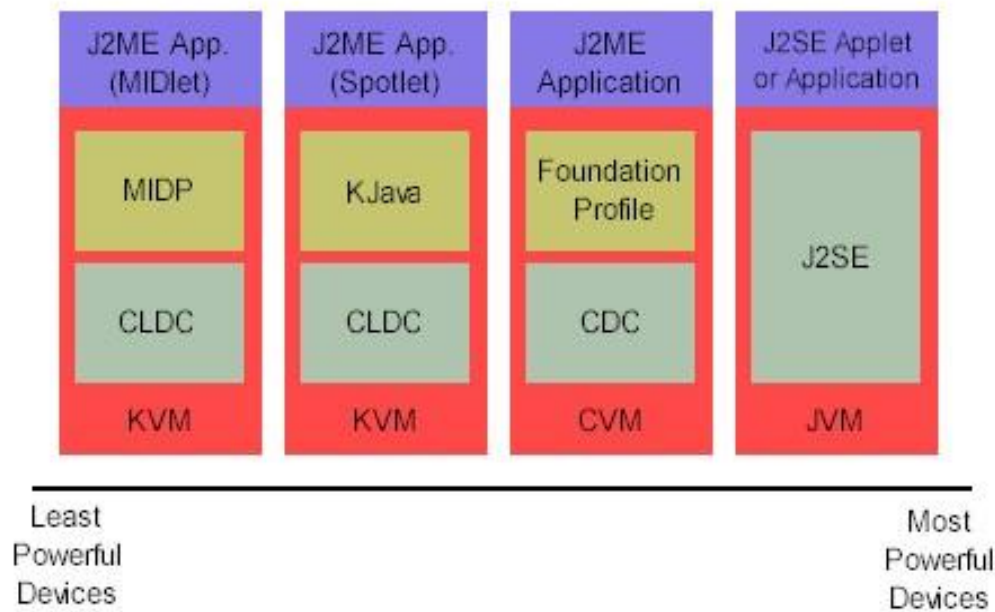 J2ME App.
(MIDlet)
J2ME App.
(Spotlet)
J2ME
Application
J2SE Applet
or Application
MIDP
KJava
Foundation
Profile
J2SE
CLDC
CLDC
CDC
KVM
KVM
CVM
JVM
Least
Powerful
Devices
Most
Powerful
Devices